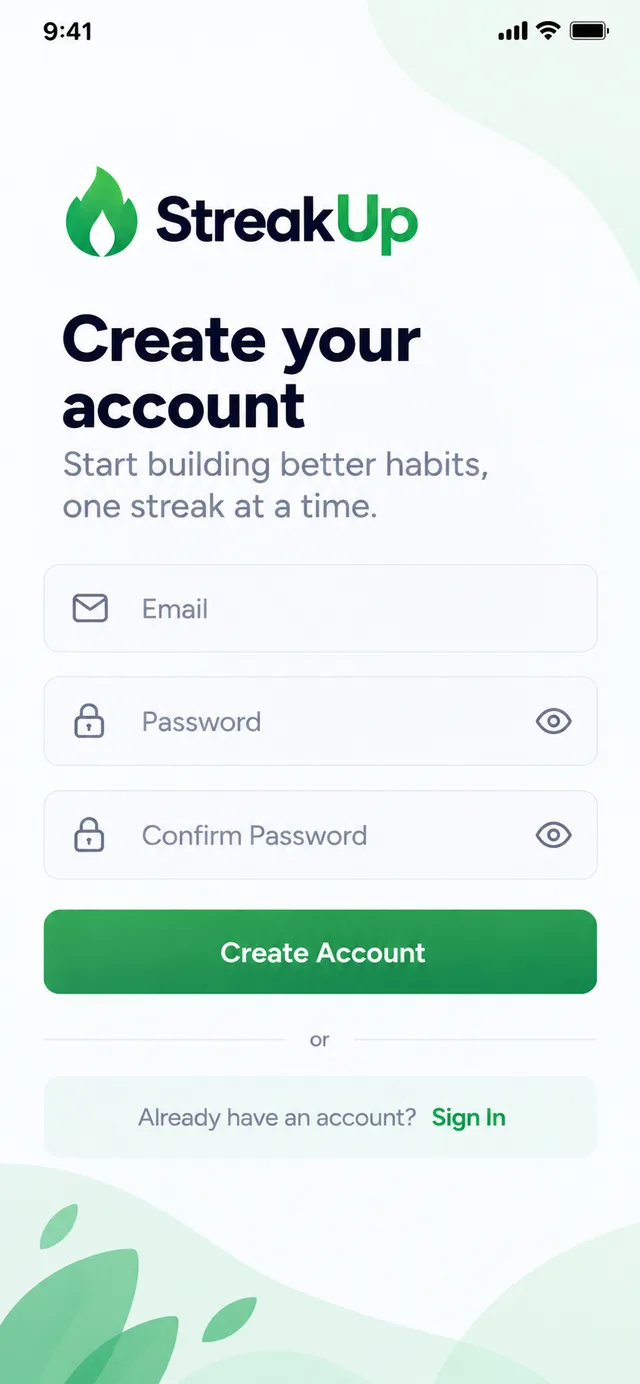 9:41
StreakUp
Create your
account
Start building better habits,
one streak at a time.
Email
Password
Confirm Password
Create Account
or
Already have an account? Sign In